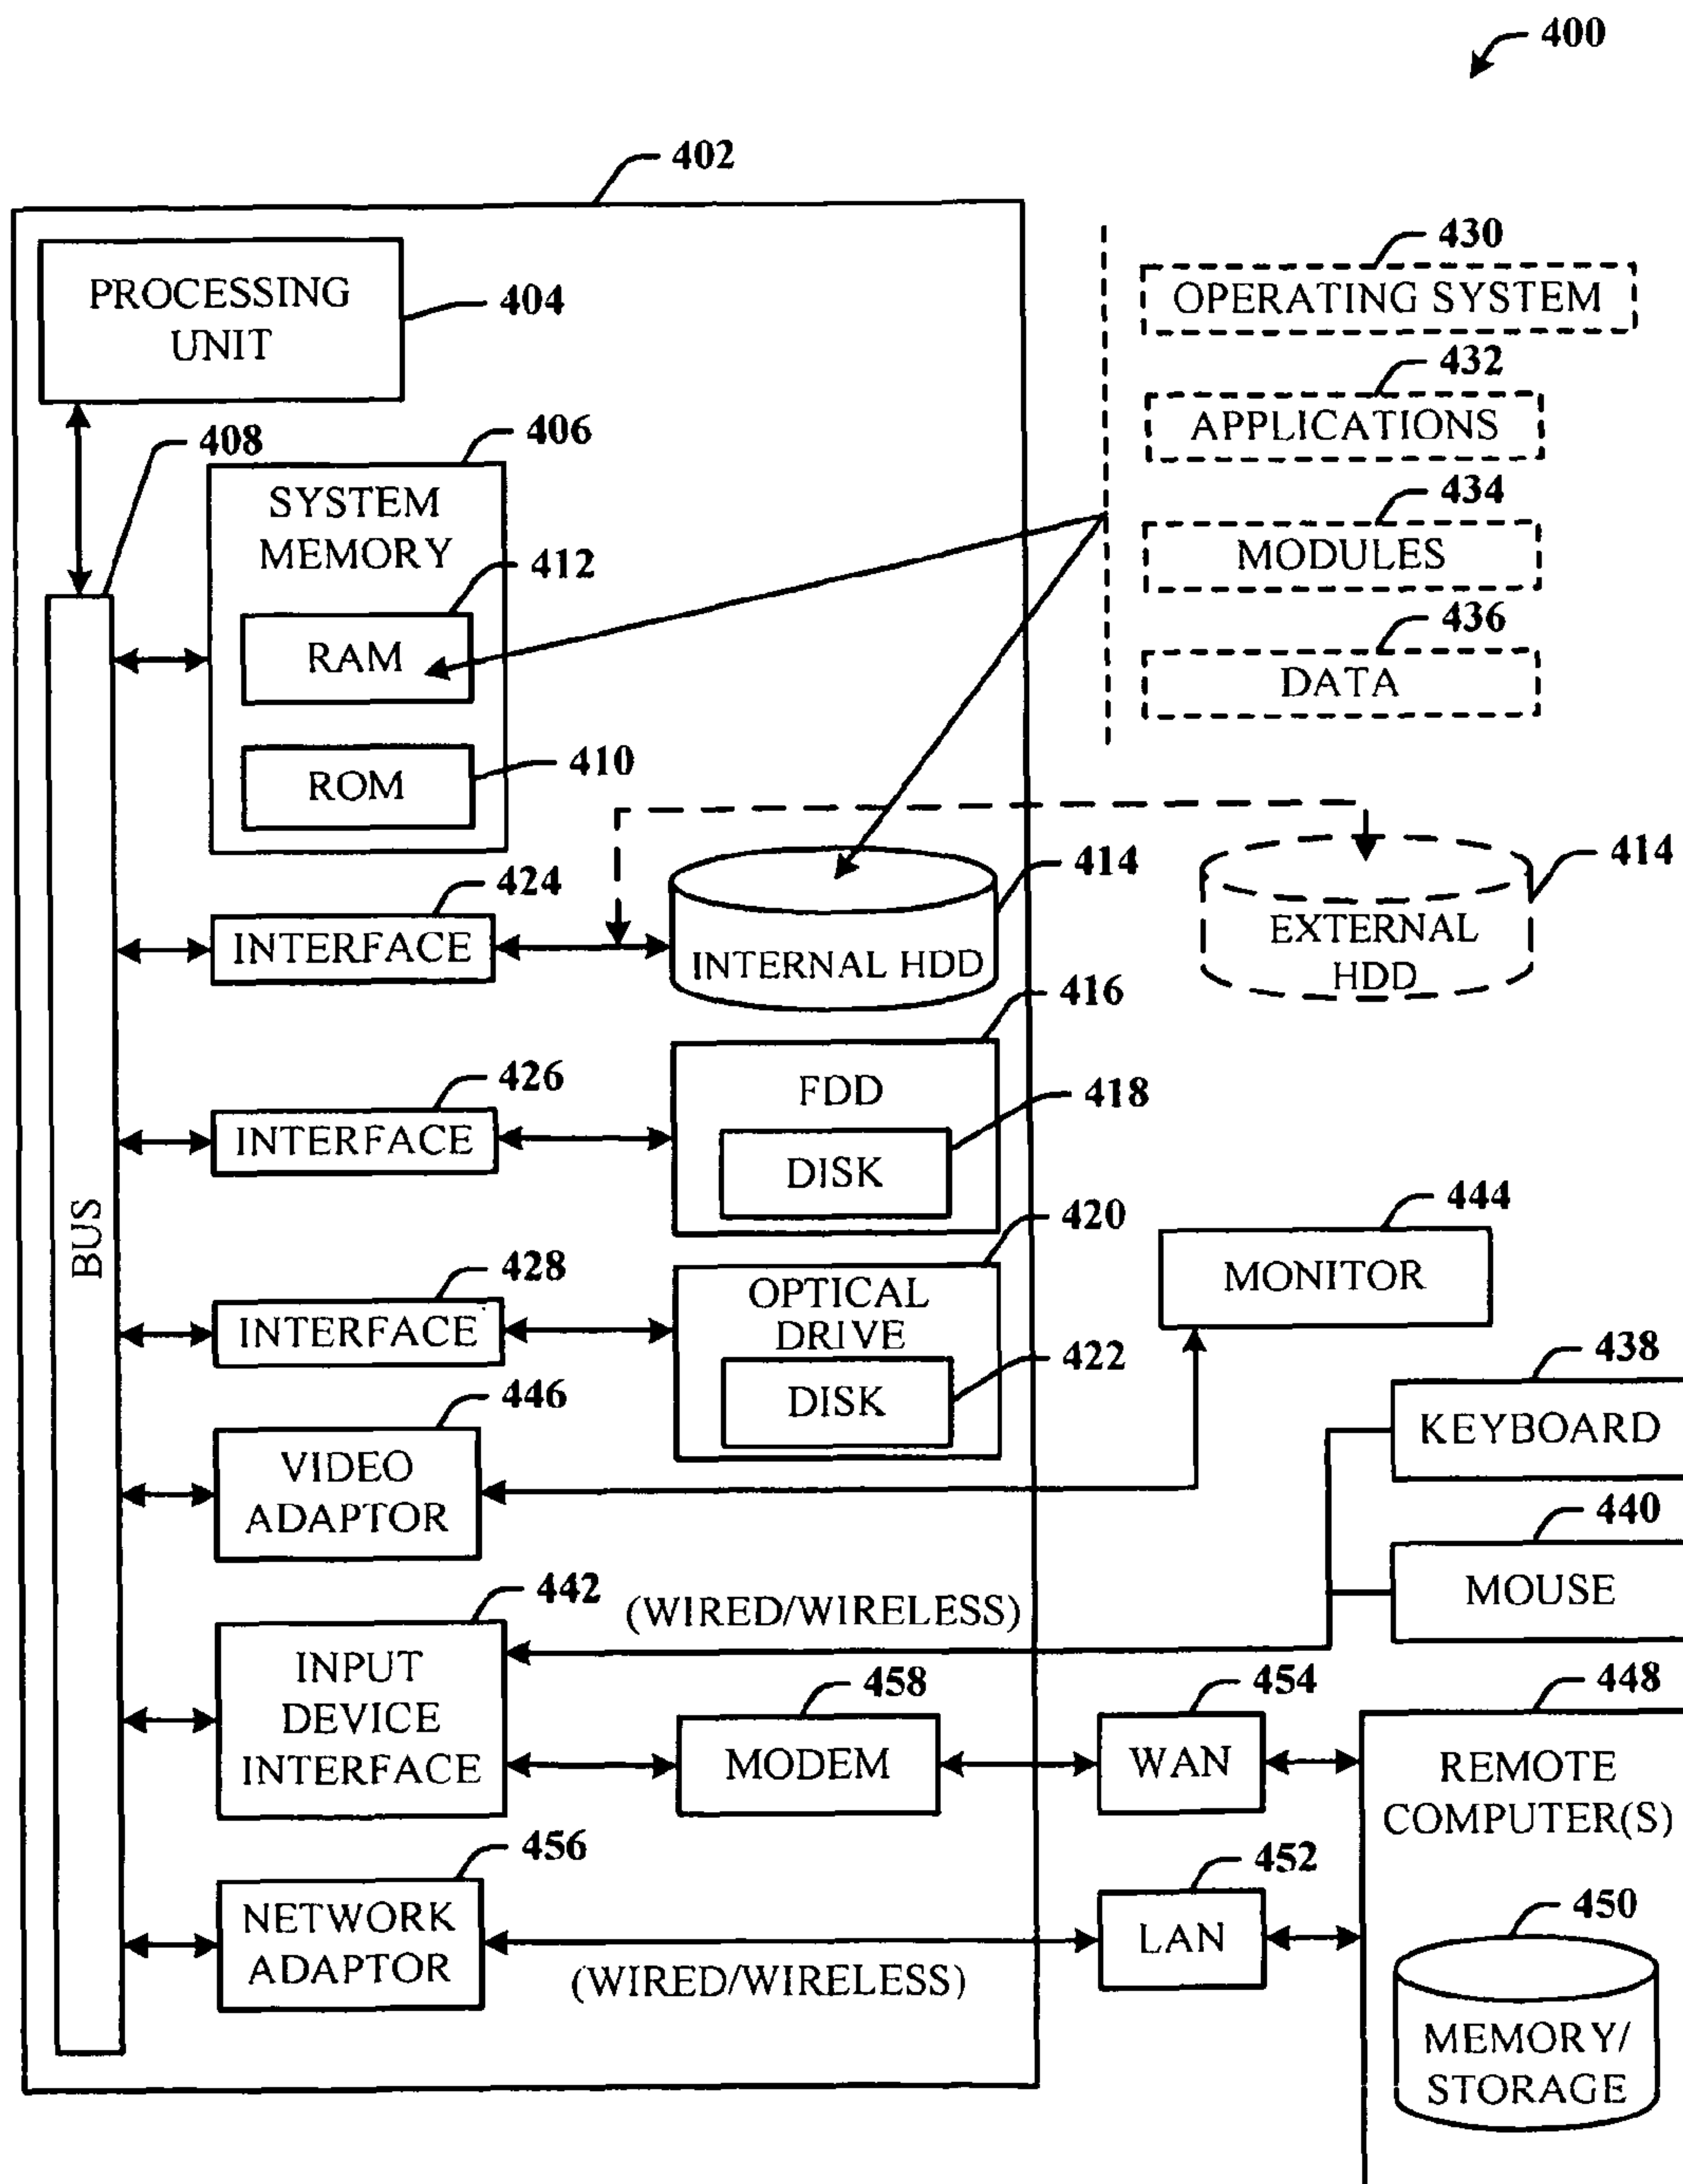 400
402
PROCESSING
UNIT
404
430
OPERATING SYSTEM
432
APPLICATIONS
434
MODULES
436
DATA
408
406
SYSTEM
MEMORY
412
RAM
ROM
410
424
INTERFACE
414
INTERNAL HDD
414
EXTERNAL
HDD
416
FDD
418
DISK
426
INTERFACE
BUS
420
OPTICAL
DRIVE
422
DISK
428
INTERFACE
444
MONITOR
438
KEYBOARD
446
VIDEO
ADAPTOR
440
MOUSE
442
(WIRED/WIRELESS)
INPUT
DEVICE
INTERFACE
458
MODEM
454
WAN
448
REMOTE
COMPUTER(S)
456
NETWORK
ADAPTOR
(WIRED/WIRELESS)
452
LAN
450
MEMORY/
STORAGE